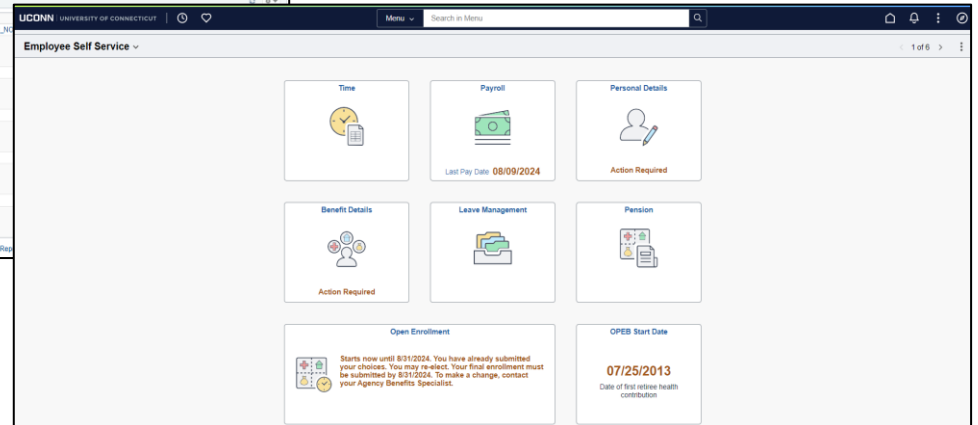 _NO
Rep
UCONN UNIVERSITY OF CONNECTICUT
Menu
Search in Menu
Employee Self Service
1 of 6
Time
Payroll
Personal Details
Last Pay Date 08/09/2024
Action Required
Benefit Details
Leave Management
Pension
Action Required
Open Enrollment
OPEB Start Date
Starts now until 8/31/2024. You have already submitted
your choices. You may re-elect. Your final enrollment must
be submitted by 8/31/2024. To make a change, contact
your Agency Benefits Specialist.
07/25/2013
Date of first retiree health
contribution